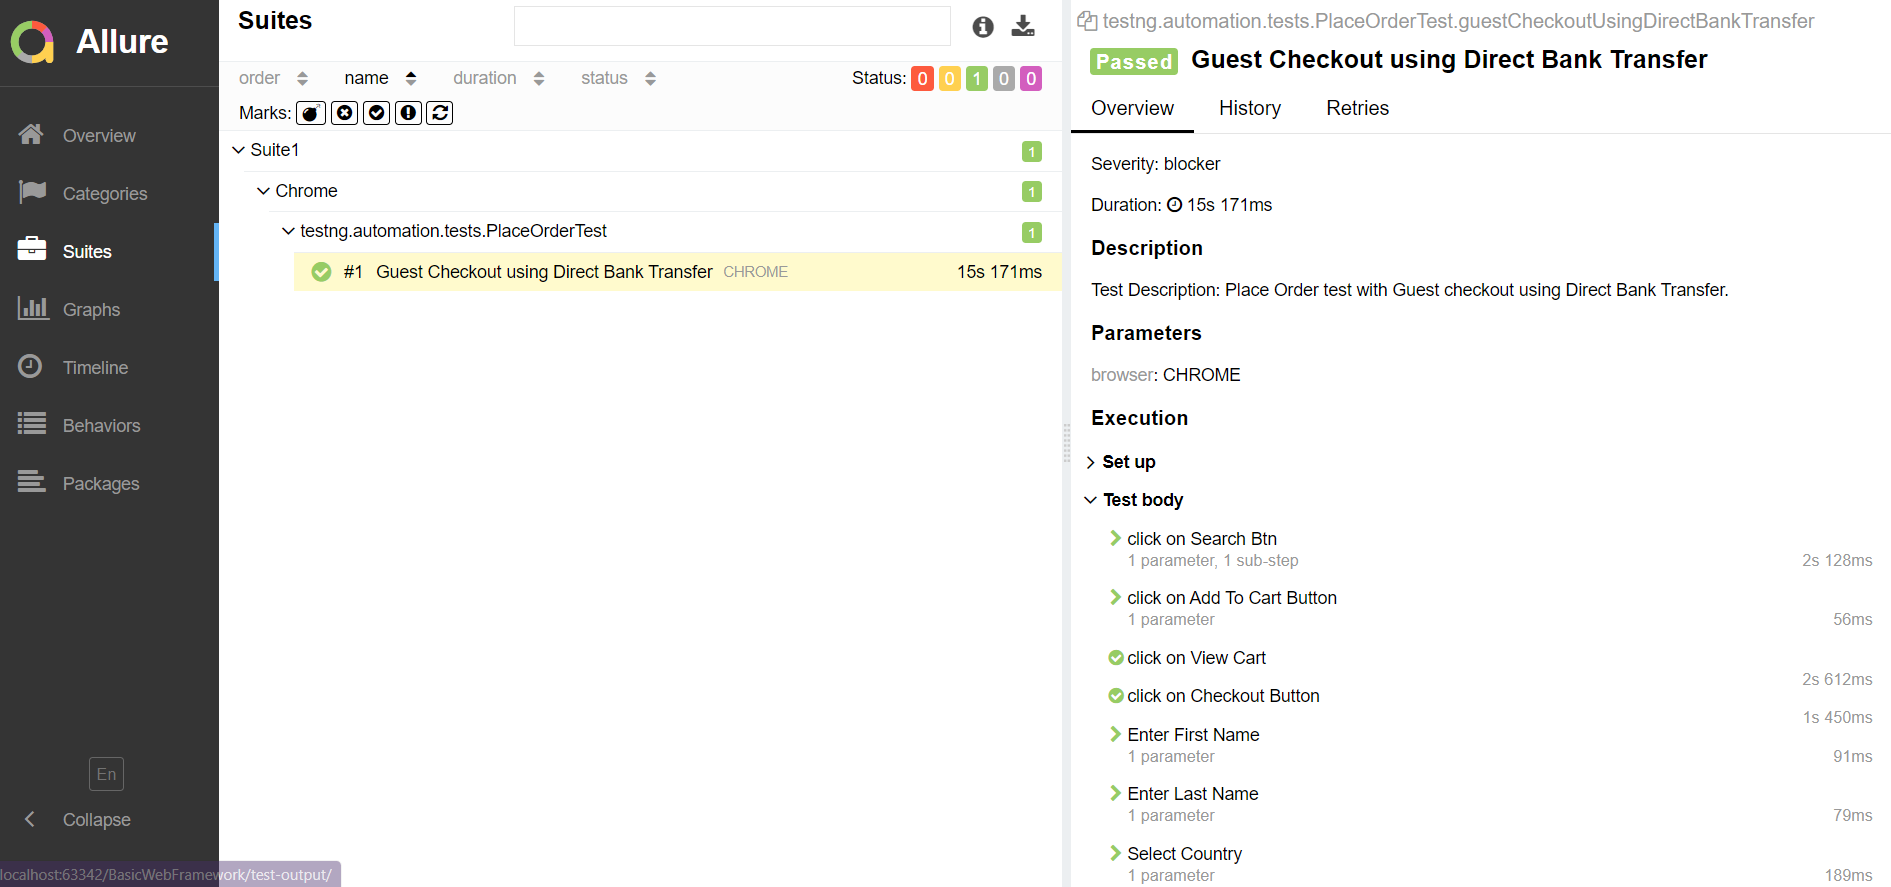 Allure
Overview
Categories
Suites
Graphs
Timeline
Behaviors
Packages
En
Collapse
localhost:63342/BasicWebFramework/test-output/
Suites
order name duration status Status: 0 0 1 0 0
Marks:
Suite1 1
Chrome 1
testng.automation.tests.PlaceOrderTest 1
#1 Guest Checkout using Direct Bank Transfer CHROME 15s 171ms
testng.automation.tests.PlaceOrderTest.guestCheckoutUsingDirectBankTransfer
Passed Guest Checkout using Direct Bank Transfer
Overview History Retries
Severity: blocker
Duration: 15s 171ms
Description
Test Description: Place Order test with Guest checkout using Direct Bank Transfer.
Parameters
browser: CHROME
Execution
Set up
Test body
click on Search Btn
1 parameter, 1 sub-step 2s 128ms
click on Add To Cart Button
1 parameter 56ms
click on View Cart
2s 612ms
click on Checkout Button
1s 450ms
Enter First Name
1 parameter 91ms
Enter Last Name
1 parameter 79ms
Select Country
1 parameter 189ms